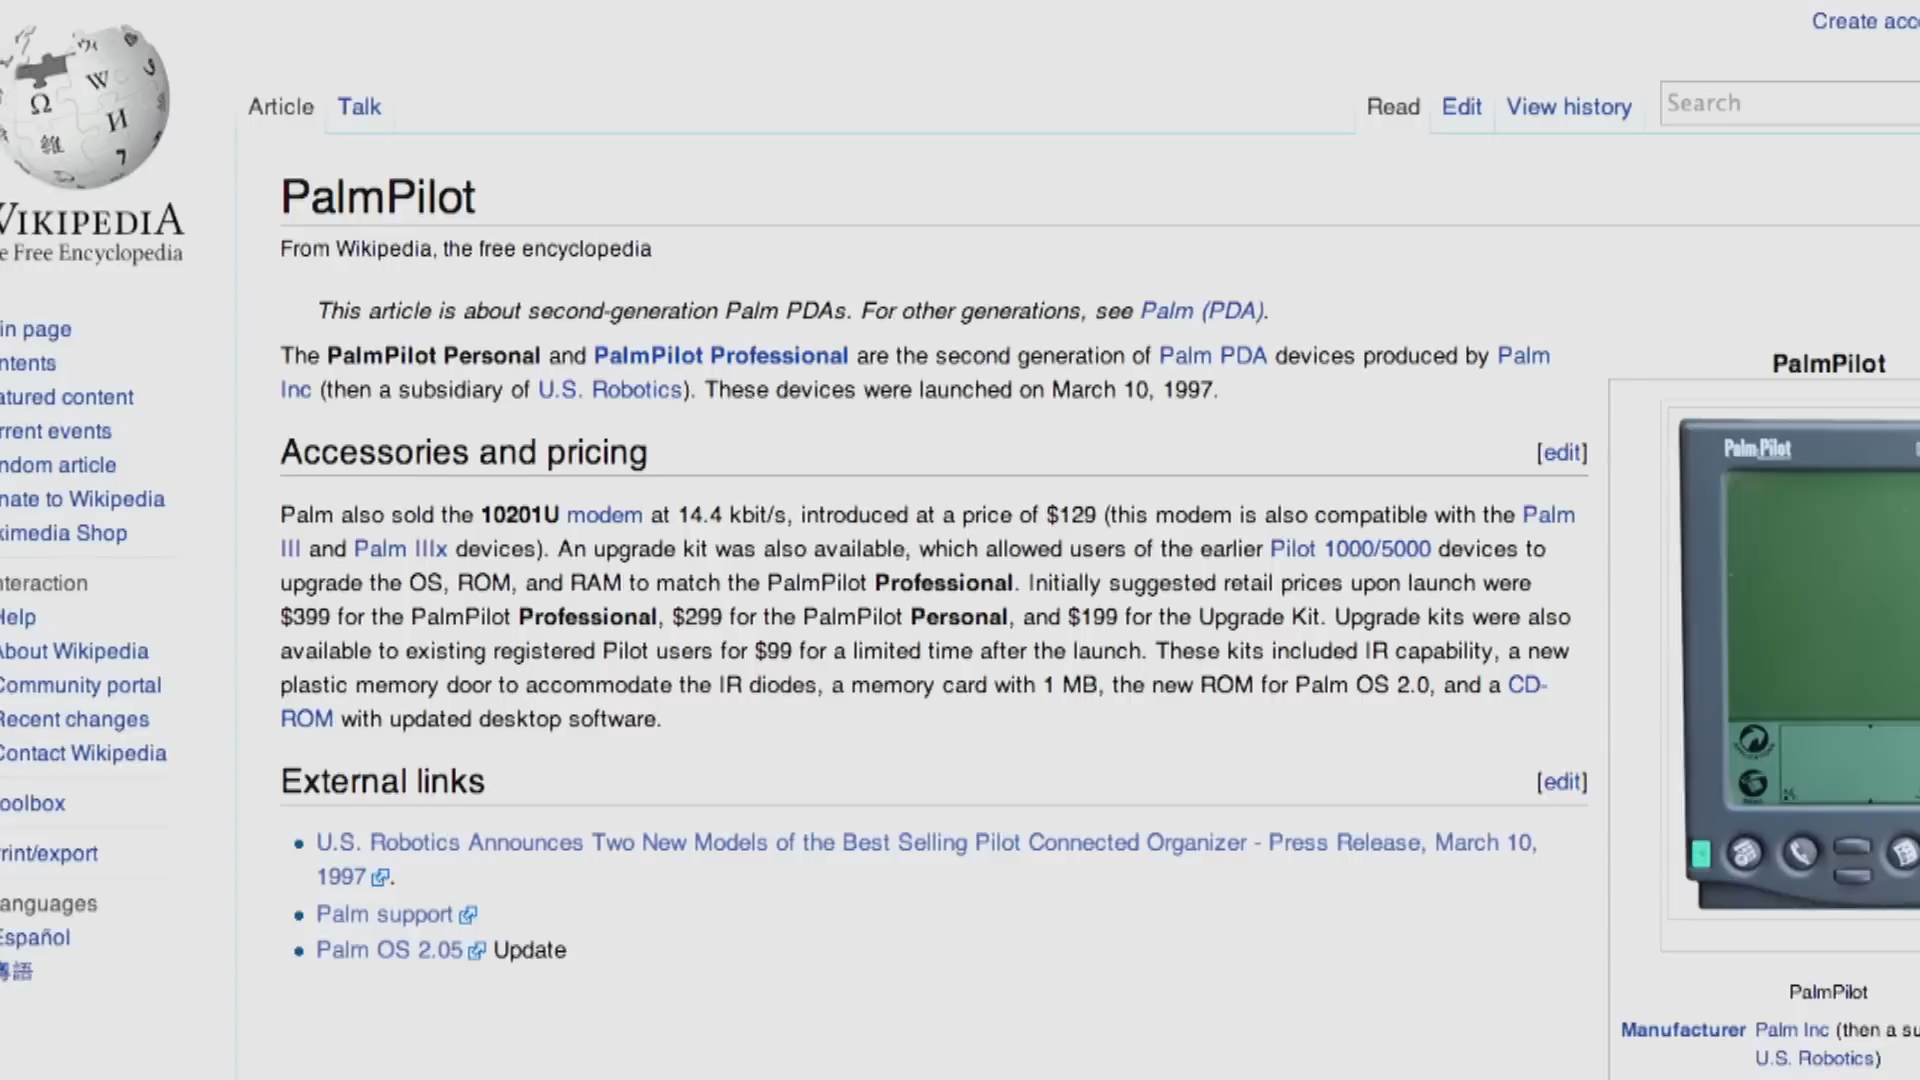 Create
Article Talk Read Edit View history Search
WIKIPEDIA
Free Encyclopedia
PalmPilot
From Wikipedia, the free encyclopedia
This article is about second-generation Palm PDAs. For other generations, see Palm (PDA).
The PalmPilot Personal and PalmPilot Professional are the second generation of Palm PDA devices produced by Palm
Inc (then a subsidiary of U.S. Robotics). These devices were launched on March 10, 1997.
Accessories and pricing [edit]
Palm also sold the 10201U modem at 14.4 kbit/s, introduced at a price of $129 (this modem is also compatible with the Palm
III and Palm IIIx devices). An upgrade kit was also available, which allowed users of the earlier Pilot 1000/5000 devices to
upgrade the OS, ROM, and RAM to match the PalmPilot Professional. Initially suggested retail prices upon launch were
$399 for the PalmPilot Professional, $299 for the PalmPilot Personal, and $199 for the Upgrade Kit. Upgrade kits were also
available to existing registered Pilot users for $99 for a limited time after the launch. These kits included IR capability, a new
plastic memory door to accommodate the IR diodes, a memory card with 1 MB, the new ROM for Palm OS 2.0, and a CD-
ROM with updated desktop software.
External links [edit]
U.S. Robotics Announces Two New Models of the Best Selling Pilot Connected Organizer - Press Release, March 10,
1997.
Palm support
Palm OS 2.05 Update
in page
ntents
atured content
rrent events
ndom article
nate to Wikipedia
kimedia Shop
nteraction
Help
About Wikipedia
Community portal
Recent changes
Contact Wikipedia
oolbox
rint/export
anguages
Español
粵語
PalmPilot
PalmPilot
PalmPilot
Manufacturer Palm Inc (then a su
U.S. Robotics)